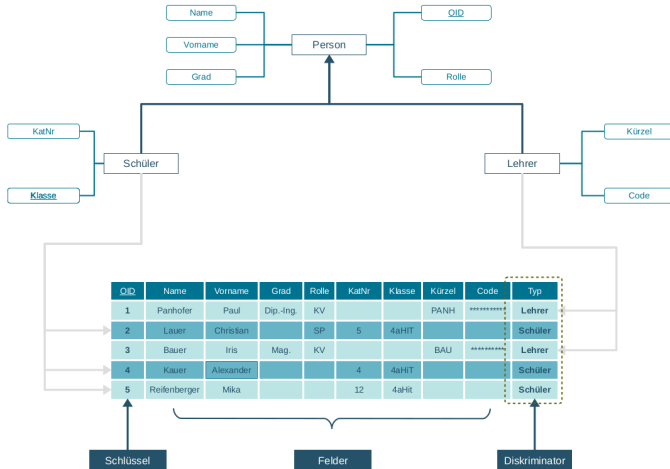 Name
OID
Person
Vorname
Grad
Rolle
KatNr
Kürzel
Schüler
Lehrer
Klasse
Code
OID Name Vorname Grad Rolle KatNr Klasse Kürzel Code Typ
1 Panhofer Paul Dip.-Ing. KV PANH *********** Lehrer
2 Lauer Christian SP 5 4aHIT Schüler
3 Bauer Iris Mag. KV BAU ********** Lehrer
4 Kauer Alexander 4 4aHiT Schüler
5 Reifenberger Mika 12 4aHit Schüler
Schlüssel Felder Diskriminator